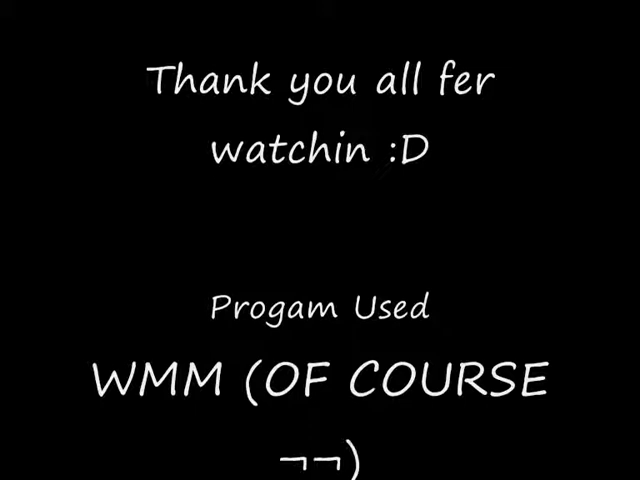 Thank you all fer
watchin :D
Progam Used
WMM (OF COURSE
¬¬)